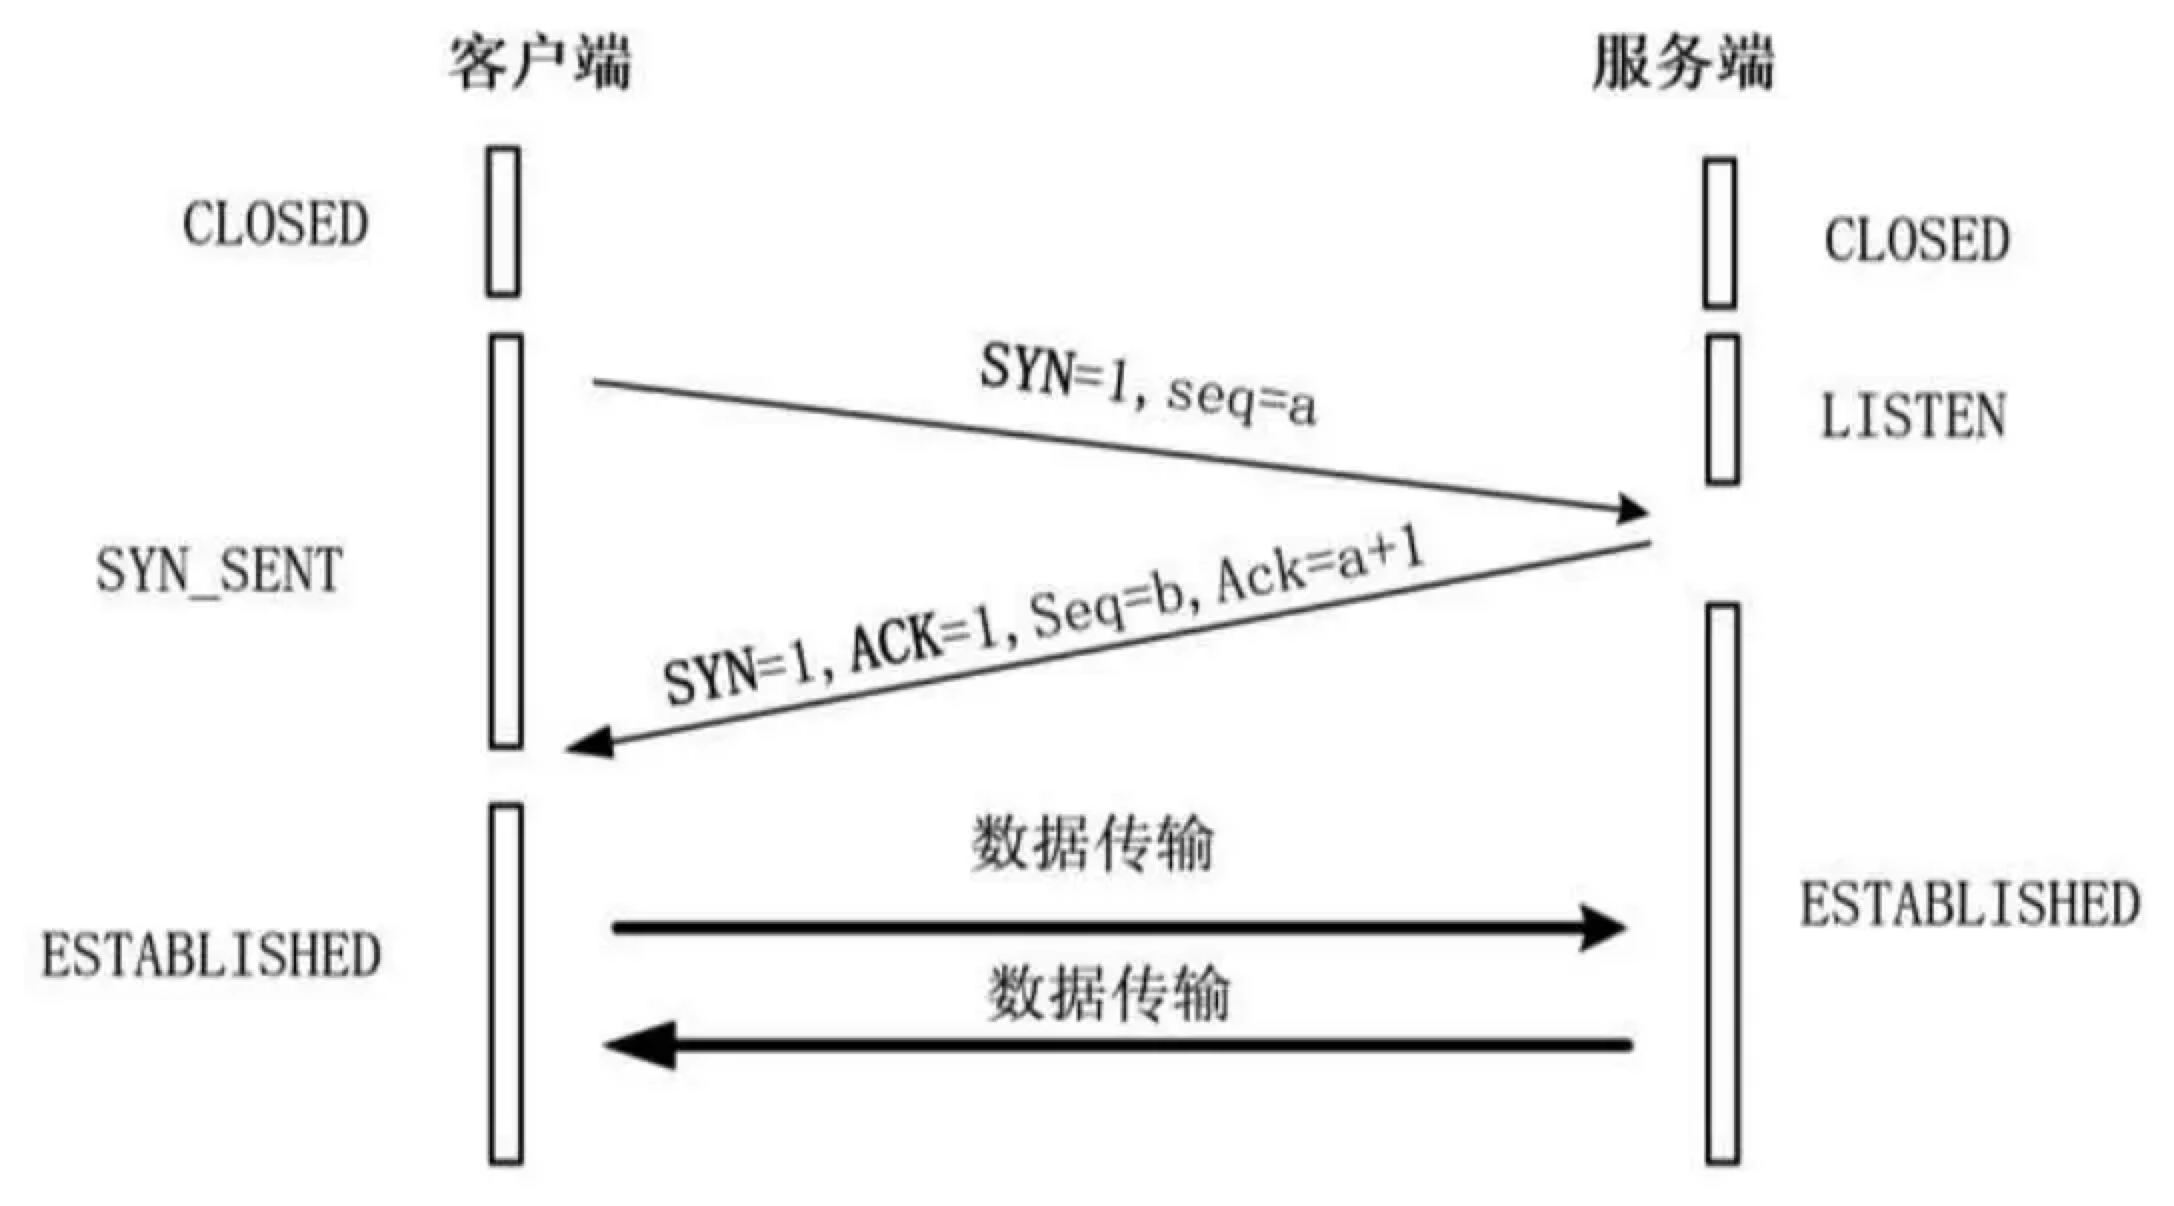 客户端
服务端
CLOSED
CLOSED
SYN=1, seq=a
LISTEN
SYN_SENT
SYN=1, ACK=1, Seq=b, Ack=a+1
数据传输
ESTABLISHED
ESTABLISHED
数据传输